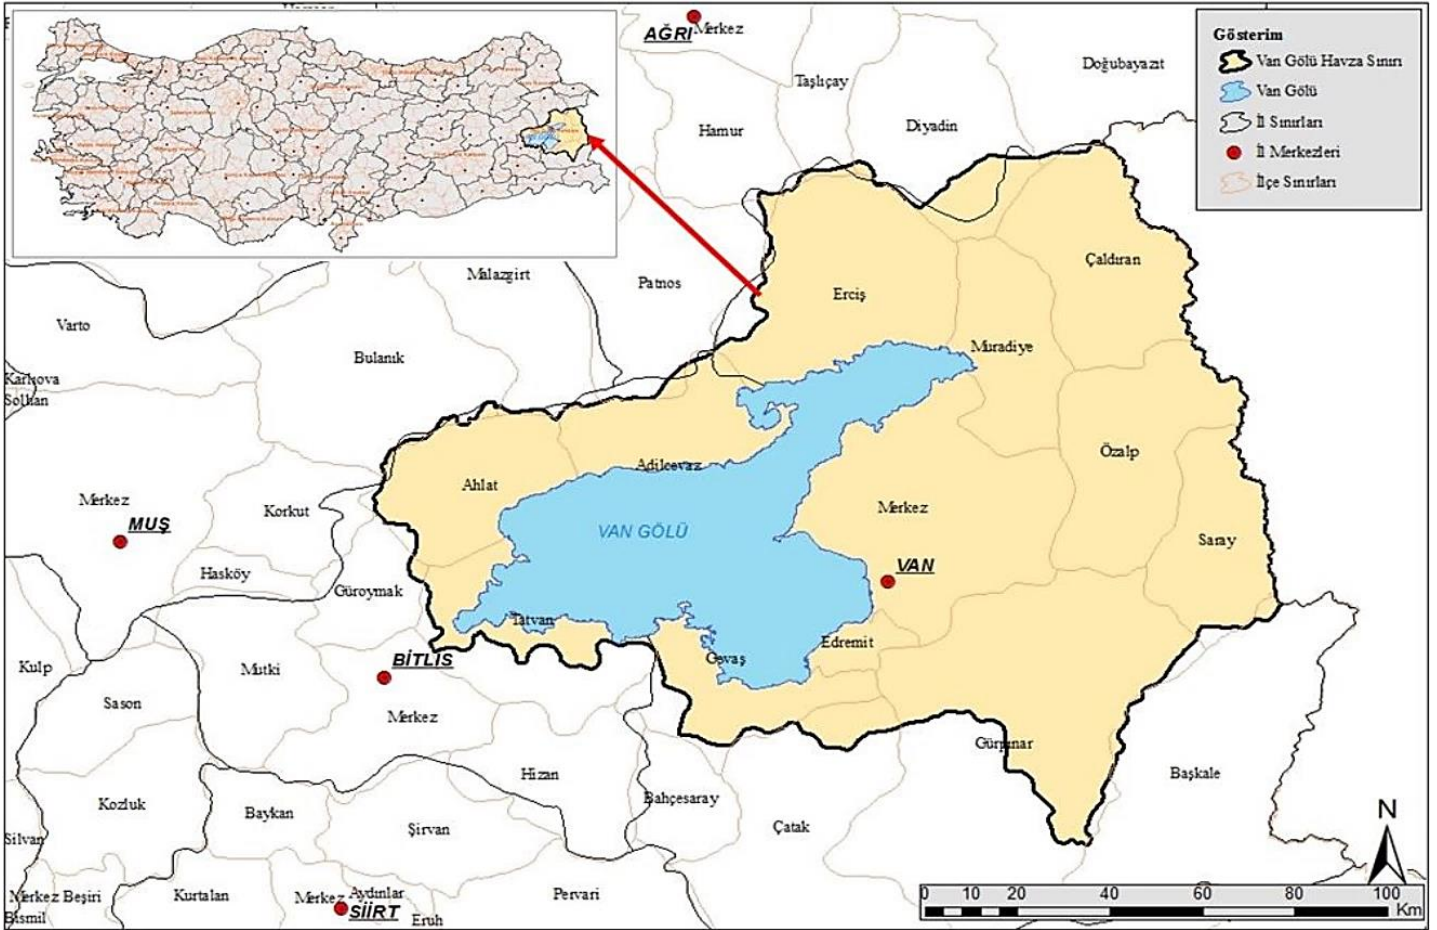 AĞRI
Merkez
Taşlıçay
Doğubayazıt
Hamur
Diyadin
Gösterim
Van Gölü Havza Sınırı
Van Gölü
İl Sınırları
İl Merkezleri
İlçe Sınırları
Malazgirt
Patnos
Erciş
Çaldıran
Varto
Bulanık
Muradiye
Karlıova
Solhan
Adilcevaz
Özalp
Ahlat
Merkez
MUŞ
Korkut
VAN GÖLÜ
Merkez
Saray
Hasköy
Güroymak
VAN
Tatvan
Edremit
Gevaş
Kulp
Mutki
BİTLİS
Merkez
Sason
Gürpınar
Başkale
Hizan
Bahçesaray
Kozluk
Baykan
Şirvan
Çatak
Silvan
N
Merkez Beşiri
Kurtalan
Merkez
Aydınlar
SİİRT
Eruh
Pervari
Bismil
0 10 20 40 60 80 100
Km